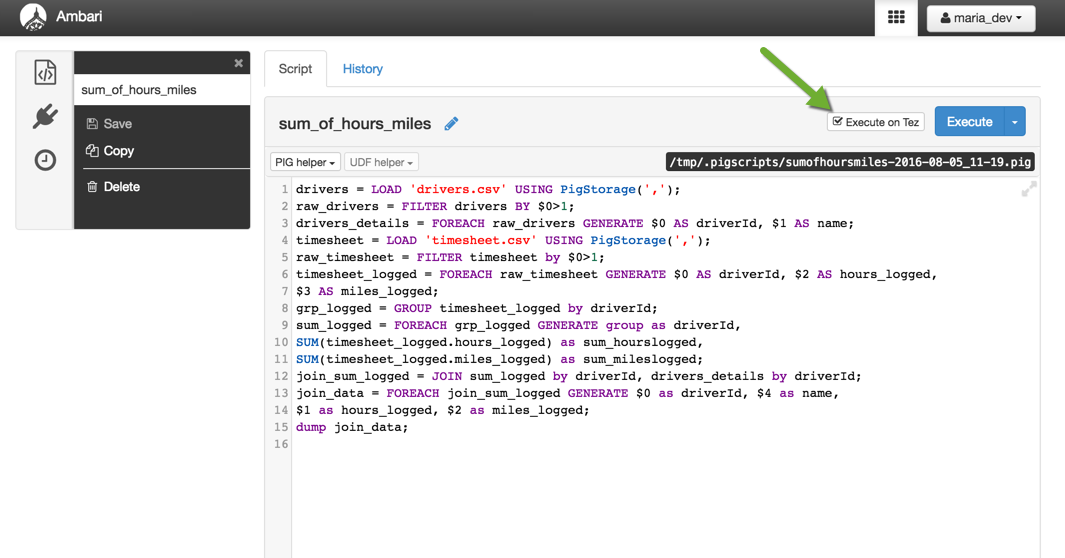 Ambari
maria_dev
sum_of_hours_miles
Save
Copy
Delete
Script
History
sum_of_hours_miles
Execute on Tez
Execute
PIG helper
UDF helper
/tmp/.pigscripts/sumofhoursmiles-2016-08-05_11-19.pig
1 drivers = LOAD 'drivers.csv' USING PigStorage(',');
2 raw_drivers = FILTER drivers BY $0>1;
3 drivers_details = FOREACH raw_drivers GENERATE $0 AS driverId, $1 AS name;
4 timesheet = LOAD 'timesheet.csv' USING PigStorage(',');
5 raw_timesheet = FILTER timesheet by $0>1;
6 timesheet_logged = FOREACH raw_timesheet GENERATE $0 AS driverId, $2 AS hours_logged,
7 $3 AS miles_logged;
8 grp_logged = GROUP timesheet_logged by driverId;
9 sum_logged = FOREACH grp_logged GENERATE group as driverId,
10 SUM(timesheet_logged.hours_logged) as sum_hourslogged,
11 SUM(timesheet_logged.miles_logged) as sum_mileslogged;
12 join_sum_logged = JOIN sum_logged by driverId, drivers_details by driverId;
13 join_data = FOREACH join_sum_logged GENERATE $0 as driverId, $4 as name,
14 $1 as hours_logged, $2 as miles_logged;
15 dump join_data;
16